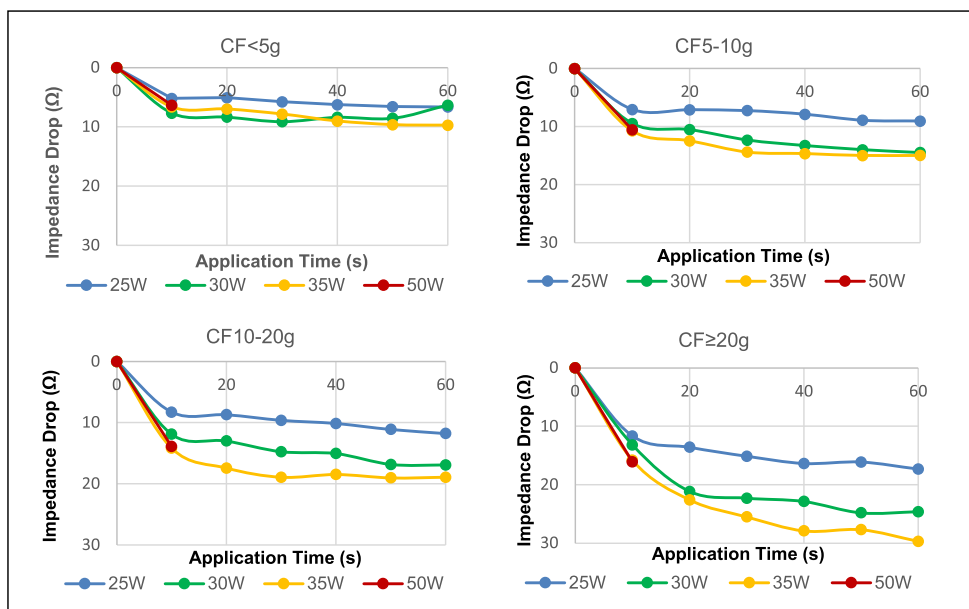 CF<5g
0
0 20 40 60
10
20
30
Impedance Drop (Ω)
Application Time (s)
25W 30W 35W 50W
CF5-10g
0
0 20 40 60
10
20
30
Impedance Drop (Ω)
Application Time (s)
25W 30W 35W 50W
CF10-20g
0
0 20 40 60
10
20
30
Impedance Drop (Ω)
Application Time (s)
25W 30W 35W 50W
CF≥20g
0
0 20 40 60
10
20
30
Impedance Drop (Ω)
Application Time (s)
25W 30W 35W 50W